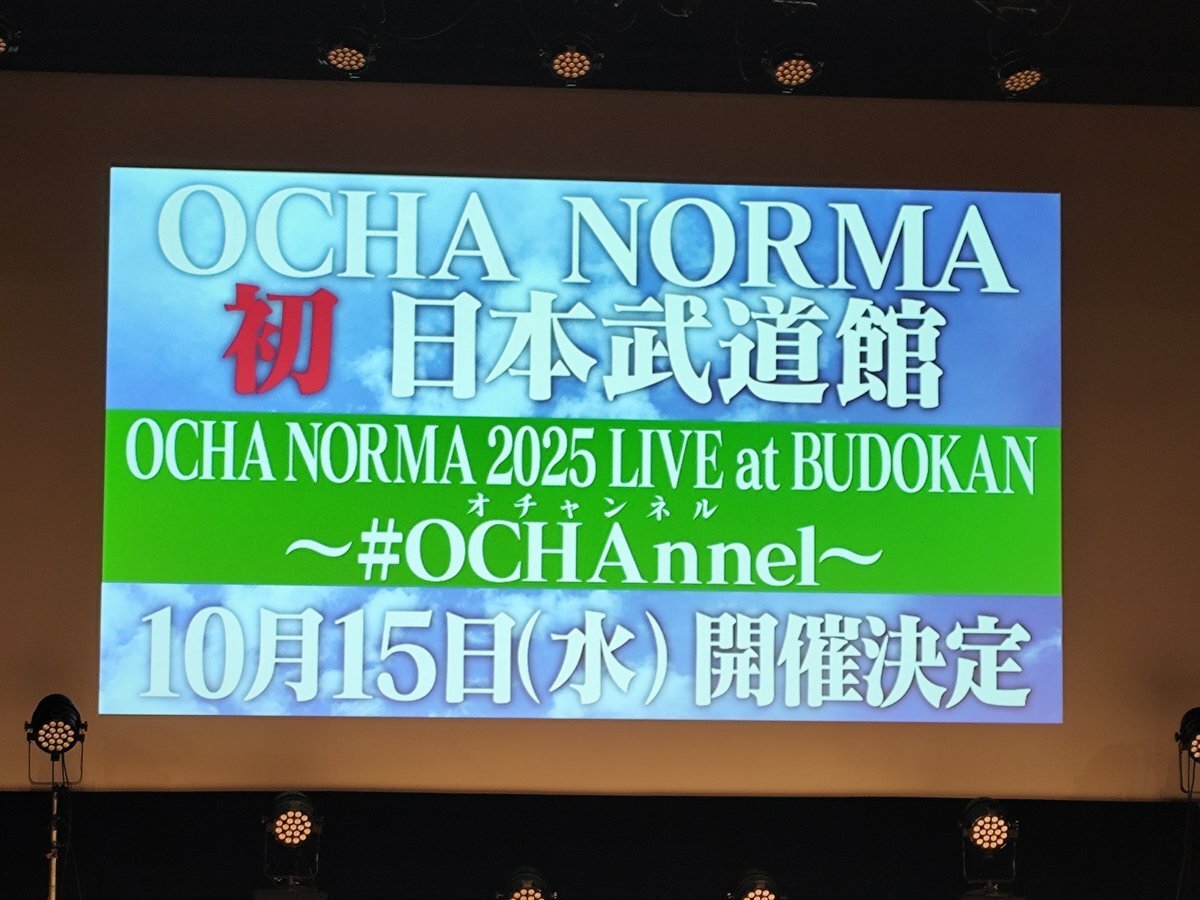 OCHA NORMA
初 日本武道館
OCHA NORMA 2025 LIVE at BUDOKAN
オチャンネル
～#OCHAnnel～
10月15日(水) 開催決定